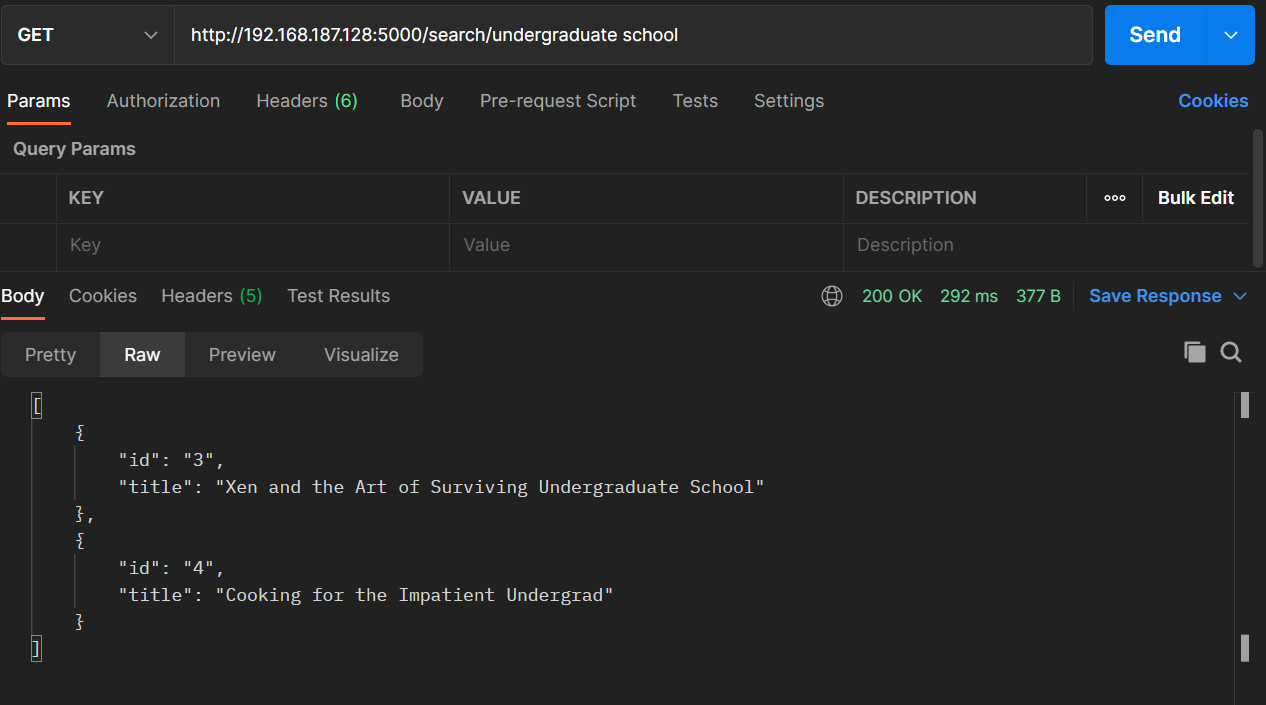 GET http://192.168.187.128:5000/search/undergraduate school Send
Params Authorization Headers (6) Body Pre-request Script Tests Settings Cookies
Query Params
KEY VALUE DESCRIPTION Bulk Edit
Key Value Description
Body Cookies Headers (5) Test Results 200 OK 292 ms 377 B Save Response
Pretty Raw Preview Visualize
[
{
"id": "3",
"title": "Xen and the Art of Surviving Undergraduate School"
},
{
"id": "4",
"title": "Cooking for the Impatient Undergrad"
}
]